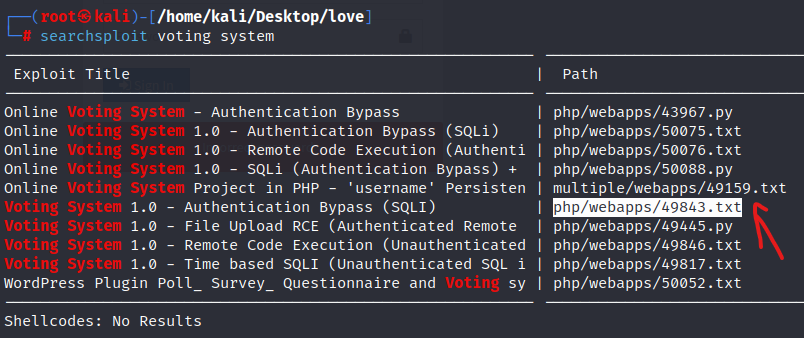 ┌──(root㉿kali)-[/home/kali/Desktop/love]
└─# searchsploit voting system
Exploit Title | Path
Online Voting System - Authentication Bypass | php/webapps/43967.py
Online Voting System 1.0 - Authentication Bypass (SQLi) | php/webapps/50075.txt
Online Voting System 1.0 - Remote Code Execution (Authenti | php/webapps/50076.txt
Online Voting System 1.0 - SQLi (Authentication Bypass) + | php/webapps/50088.py
Online Voting System Project in PHP - 'username' Persisten | multiple/webapps/49159.txt
Voting System 1.0 - Authentication Bypass (SQLI) | php/webapps/49843.txt
Voting System 1.0 - File Upload RCE (Authenticated Remote | php/webapps/49445.py
Voting System 1.0 - Remote Code Execution (Unauthenticated | php/webapps/49846.txt
Voting System 1.0 - Time based SQLI (Unauthenticated SQL i | php/webapps/49817.txt
WordPress Plugin Poll_ Survey_ Questionnaire and Voting sy | php/webapps/50052.txt
Shellcodes: No Results